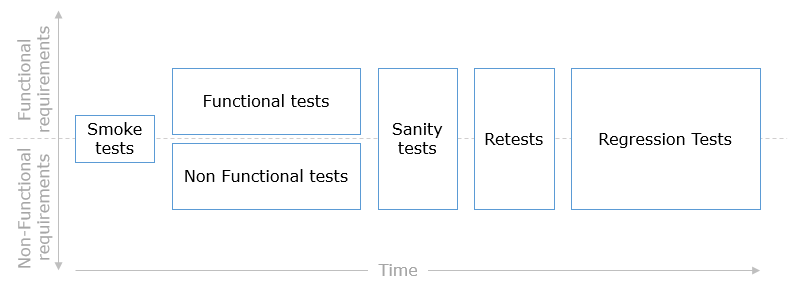 Functional
requirements
Non-Functional
requirements
Smoke
tests
Functional tests
Non Functional tests
Sanity
tests
Retests
Regression Tests
Time